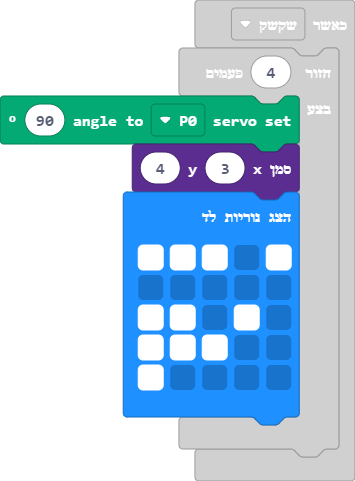 כאשר שקשק
חזור 4 פעמים
בצע
servo set P0 angle to 90 °
סמן x 3 y 4
הצג נוריות לד